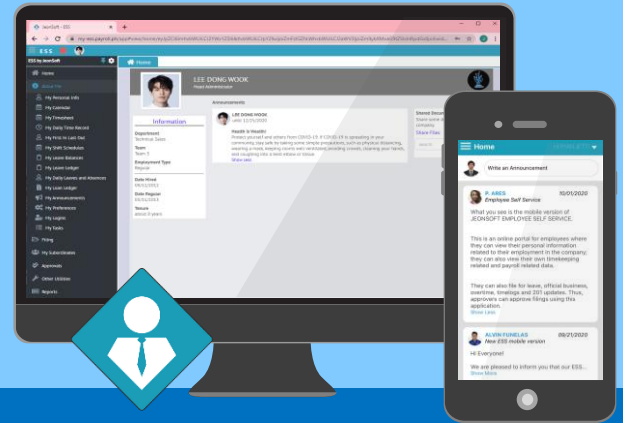 JeonSoft - ESS
ESS
ESS by JeonSoft
Home
About Me
My Personal Info
My Calendar
My Timesheet
My Daily Time Record
My First In Last Out
My Shift Schedules
My Leave Balances
My Leave Ledger
My Daily Leaves and Absences
My Loan Ledger
My Announcements
My Preferences
My Logins
My Tasks
Filing
My Subordinates
Approvals
Other Utilities
Reports
Home
LEE DONG WOOK
Information
Department
Technical Sales
Team
Team 3
Employment Type
Regular
Date Hired
Date Regular
Tenure
about 9 years
Announcements
LEE DONG WOOK
Health is Wealth!
Show Less
Share Files
Home
Write an Announcement
P. ANES 10/01/2020
Employee Self Service
What you see is the mobile version of
JEONSOFT EMPLOYEE SELF SERVICE.
This is an online portal for employees where
they can view their personal information
related to their employment in the company;
they can also view their own timekeeping
related and payroll related data.
They can also file for leave, official business,
overtime, timelogs and 201 updates. Thus,
approvers can approve filings using this
application.
Show Less
ALVIN FUNELAS 09/21/2020
New ESS mobile version
Hi Everyone!
We are pleased to inform you that our ESS...
Show More